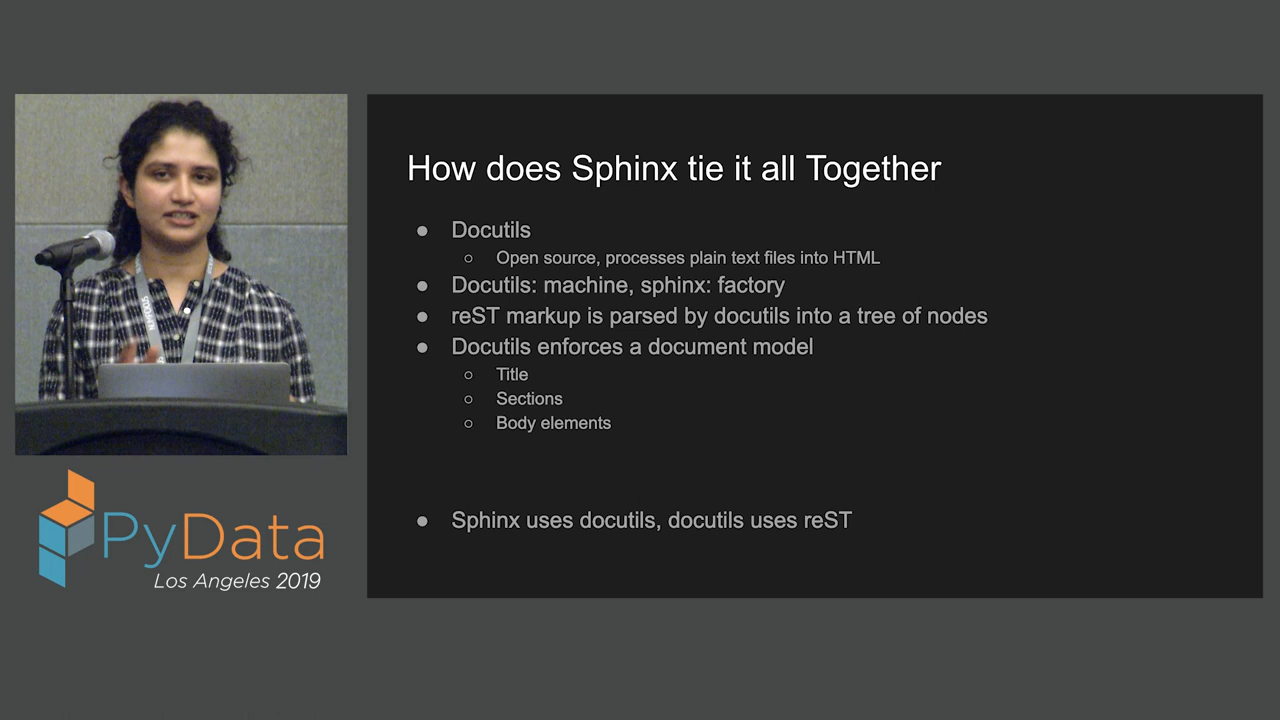 How does Sphinx tie it all Together
● Docutils
○ Open source, processes plain text files into HTML
● Docutils: machine, sphinx: factory
● reST markup is parsed by docutils into a tree of nodes
● Docutils enforces a document model
○ Title
○ Sections
○ Body elements
● Sphinx uses docutils, docutils uses reST
PyData
Los Angeles 2019